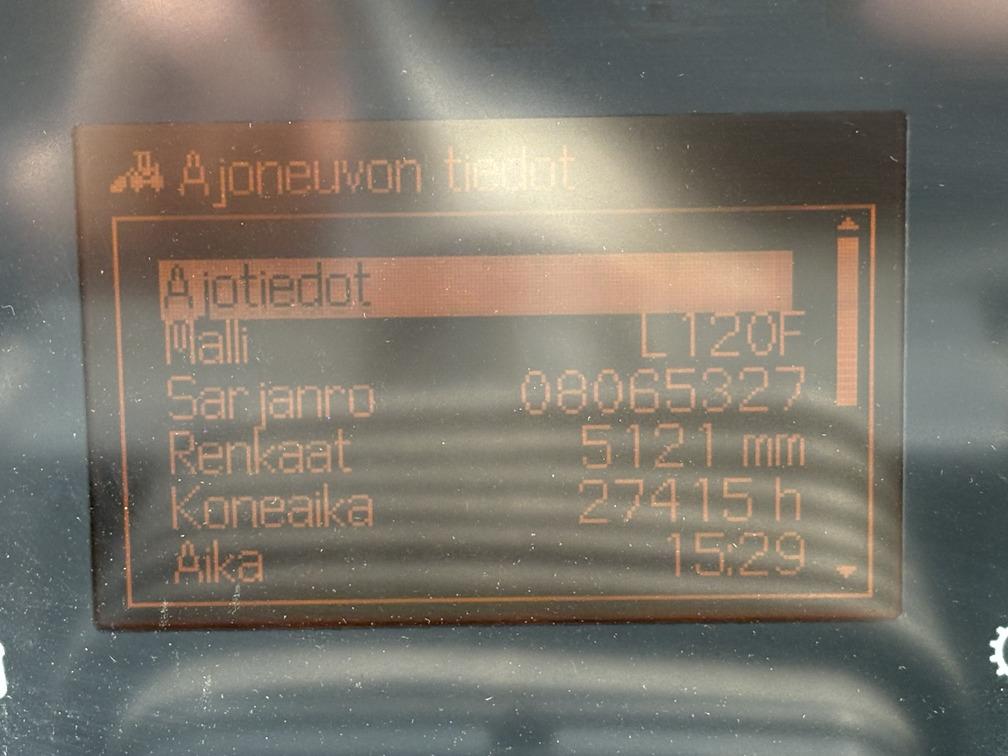 Ajoneuvon tiedot
Ajotiedot
Malli L120F
Sarjanro 08065327
Renkaat 5121 mm
Koneaika 27415 h
Aika 15:29